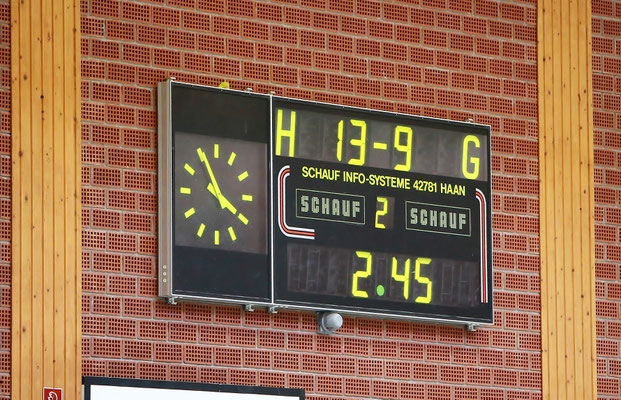 H 13-9 G
SCHAUF INFO-SYSTEME 42781 HAAN
SCHAUF 2 SCHAUF
2.45